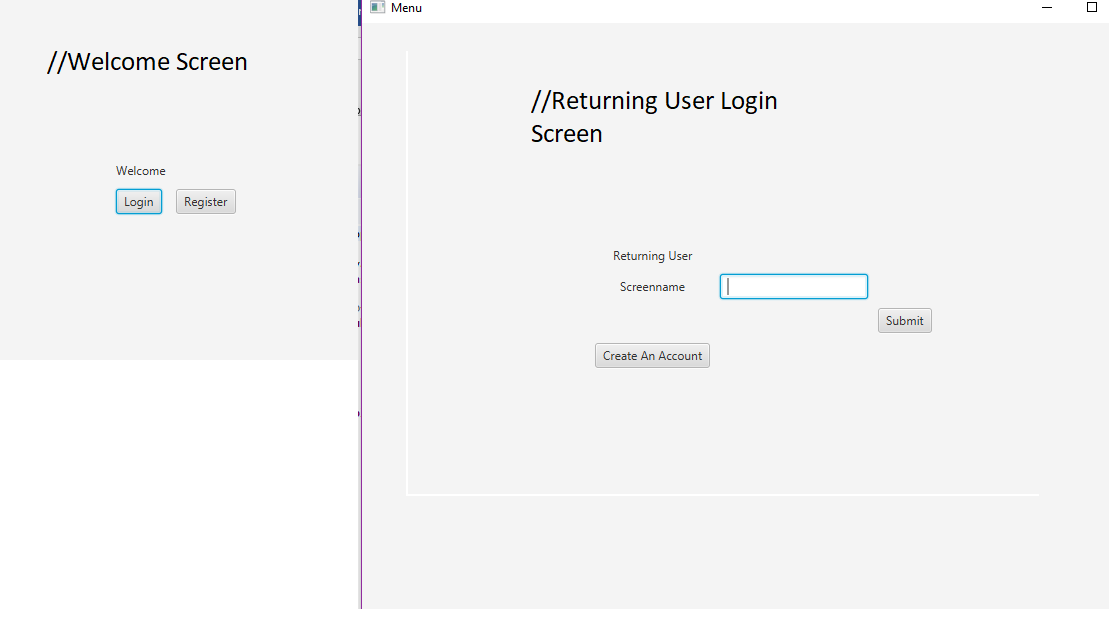 //Welcome Screen
Welcome
Login
Register
Menu
//Returning User Login
Screen
Returning User
Screenname
Submit
Create An Account